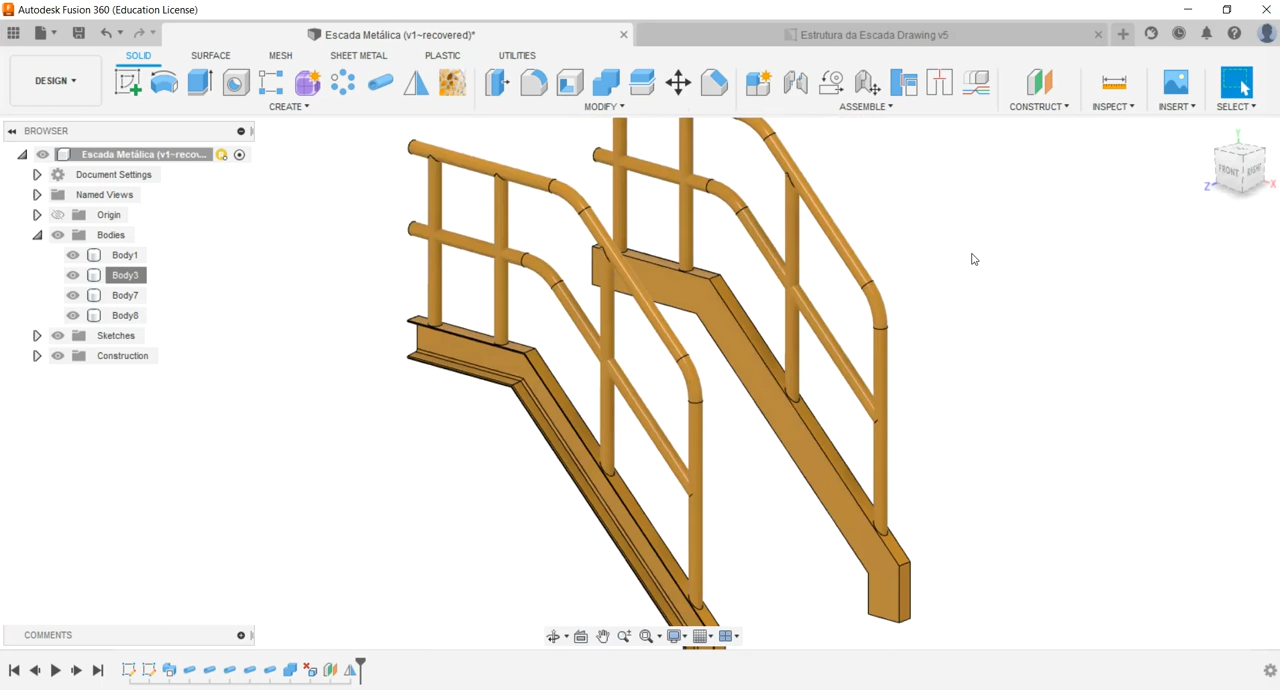 Autodesk Fusion 360 (Education License)
Escada Metálica (v1~recovered)*
Estrutura da Escada Drawing v5
SOLID SURFACE MESH SHEET METAL PLASTIC UTILITIES
DESIGN
CREATE MODIFY ASSEMBLE CONSTRUCT INSPECT INSERT SELECT
BROWSER
Escada Metálica (v1~recov...
Document Settings
Named Views
Origin
Bodies
Body1
Body3
Body7
Body8
Sketches
Construction
Y
FRONT RIGHT
Z X
COMMENTS